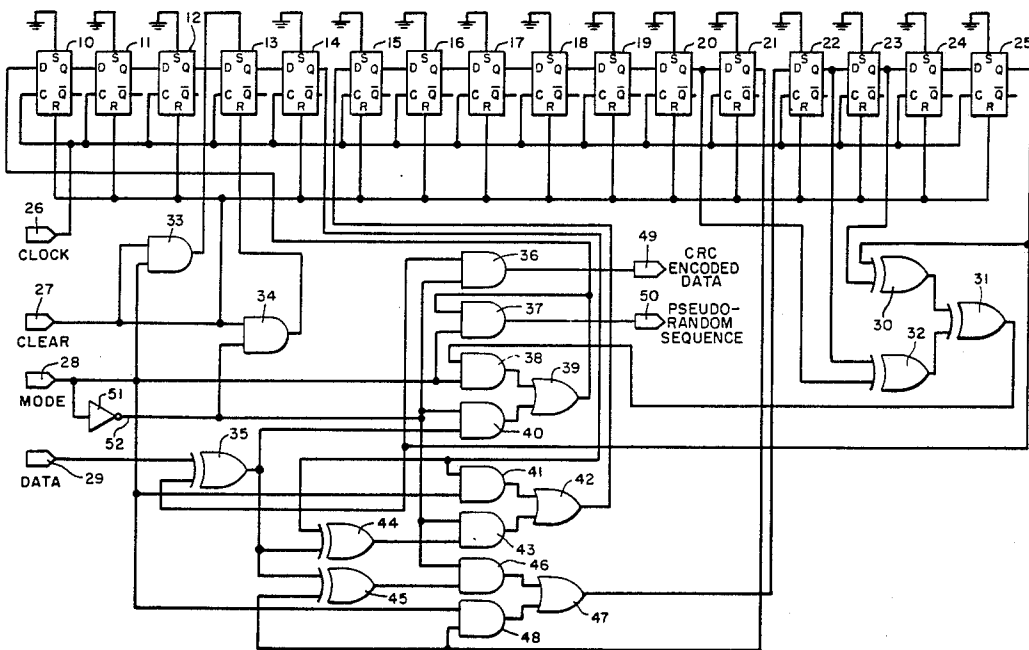 10 11 12 13 14 15 16 17 18 19 20 21 22 23 24 25
S S S S S S S S S S S S S S S S
D Q D Q D Q D Q D Q D Q D Q D Q D Q D Q D Q D Q D Q D Q D Q D Q
C Q̅ C Q̅ C Q̅ C Q̅ C Q̅ C Q̅ C Q̅ C Q̅ C Q̅ C Q̅ C Q̅ C Q̅ C Q̅ C Q̅ C Q̅ C Q̅
R R R R R R R R R R R R R R R R
26
CLOCK
33
36
49
CRC
ENCODED
DATA
27
CLEAR
34
37
50
PSEUDO-
RANDOM
SEQUENCE
30
31
32
28
MODE
51
52
38
39
40
35
DATA
29
41
42
43
44
45
46
47
48